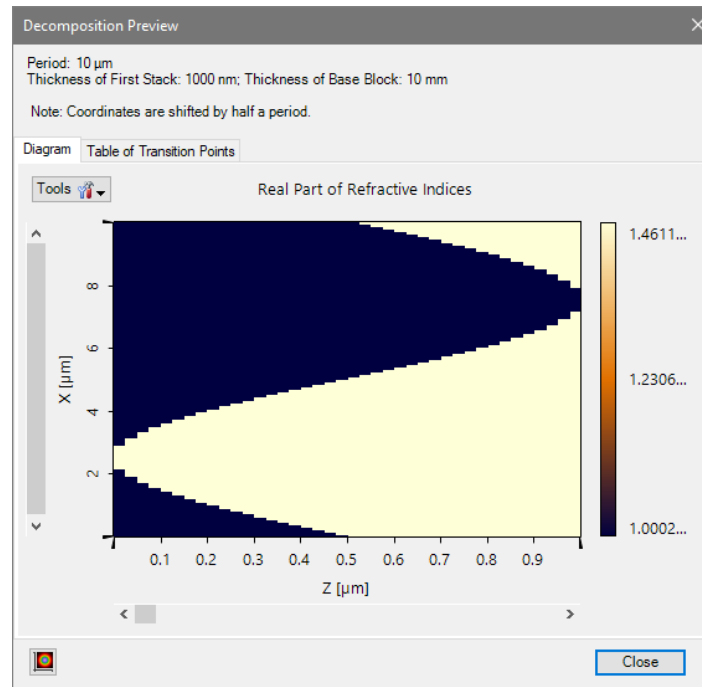 Decomposition Preview
Period: 10 µm
Thickness of First Stack: 1000 nm; Thickness of Base Block: 10 mm
Note: Coordinates are shifted by half a period.
Diagram
Table of Transition Points
Tools
Real Part of Refractive Indices
8
6
4
2
X [µm]
0.1 0.2 0.3 0.4 0.5 0.6 0.7 0.8 0.9
Z [µm]
1.4611...
1.2306...
1.0002...
Close